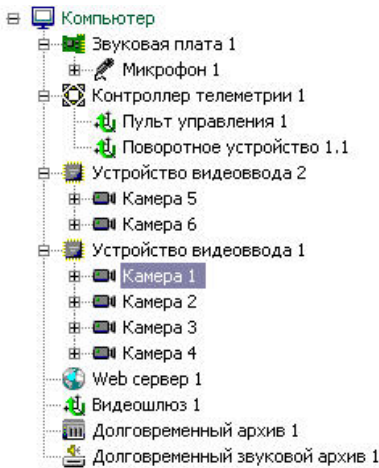 Компьютер
Звуковая плата 1
Микрофон 1
Контроллер телеметрии 1
Пульт управления 1
Поворотное устройство 1.1
Устройство видеоввода 2
Камера 5
Камера 6
Устройство видеоввода 1
Камера 1
Камера 2
Камера 3
Камера 4
Web сервер 1
Видеошлюз 1
Долговременный архив 1
Долговременный звуковой архив 1